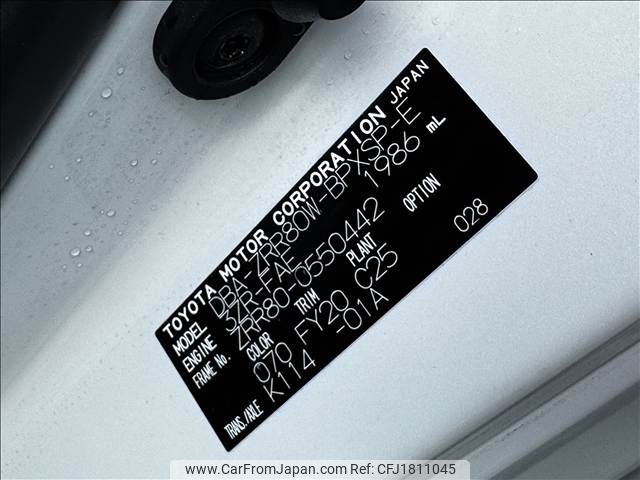 TOYOTA MOTOR CORPORATION JAPAN
MODEL DBA-ZRR80W-BPXSP-E
ENGINE 3ZR-FAE 1986 mL
FRAME No. ZRR80-0550442
COLOR TRIM PLANT OPTION
070 FY20 C25 028
TRANS./AXLE K114 -01A
www.CarFromJapan.com - CFJ1811045